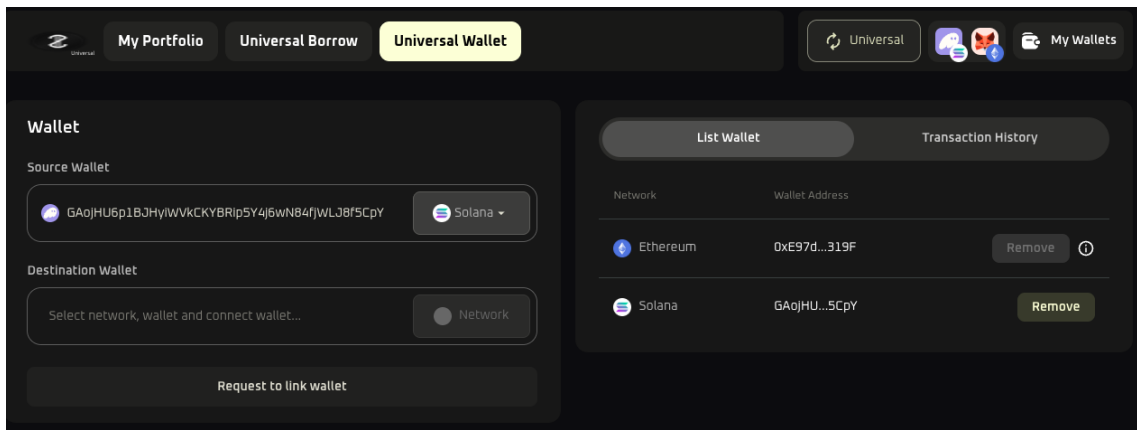 Universal
My Portfolio
Universal Borrow
Universal Wallet
Universal
My Wallets
Wallet
Source Wallet
GAojHU6p1BJHyiWVkCKYBRip5Y4j6wN84fjWLJ8f5CpY
Solana
Destination Wallet
Select network, wallet and connect wallet...
Network
Request to link wallet
List Wallet
Transaction History
Network
Wallet Address
Ethereum
0xE97d...319F
Remove
Solana
GAojHU...5CpY
Remove